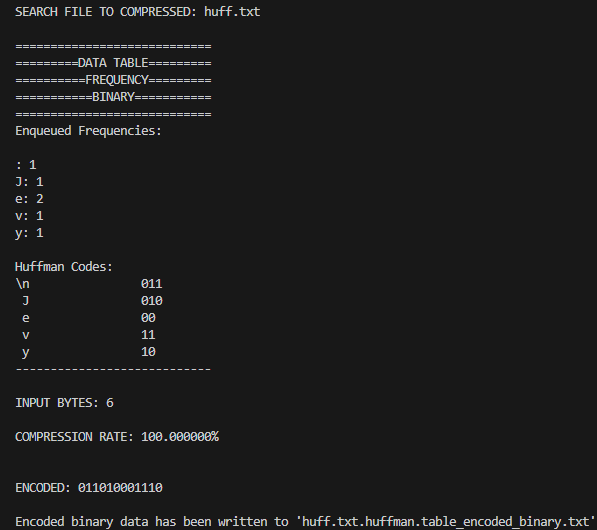 SEARCH FILE TO COMPRESSED: huff.txt
============================
=========DATA TABLE=========
==========FREQUENCY=========
===========BINARY===========
============================
Enqueued Frequencies:
: 1
J: 1
e: 2
v: 1
y: 1
Huffman Codes:
\n 011
J 010
e 00
v 11
y 10
----------------------------
INPUT BYTES: 6
COMPRESSION RATE: 100.000000%
ENCODED: 011010001110
Encoded binary data has been written to 'huff.txt.huffman.table_encoded_binary.txt'